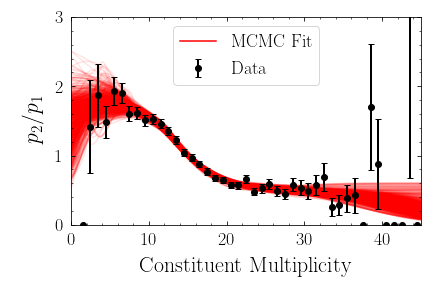 3
2
1
0
p₂/p₁
MCMC Fit
Data
0 10 20 30 40
Constituent Multiplicity